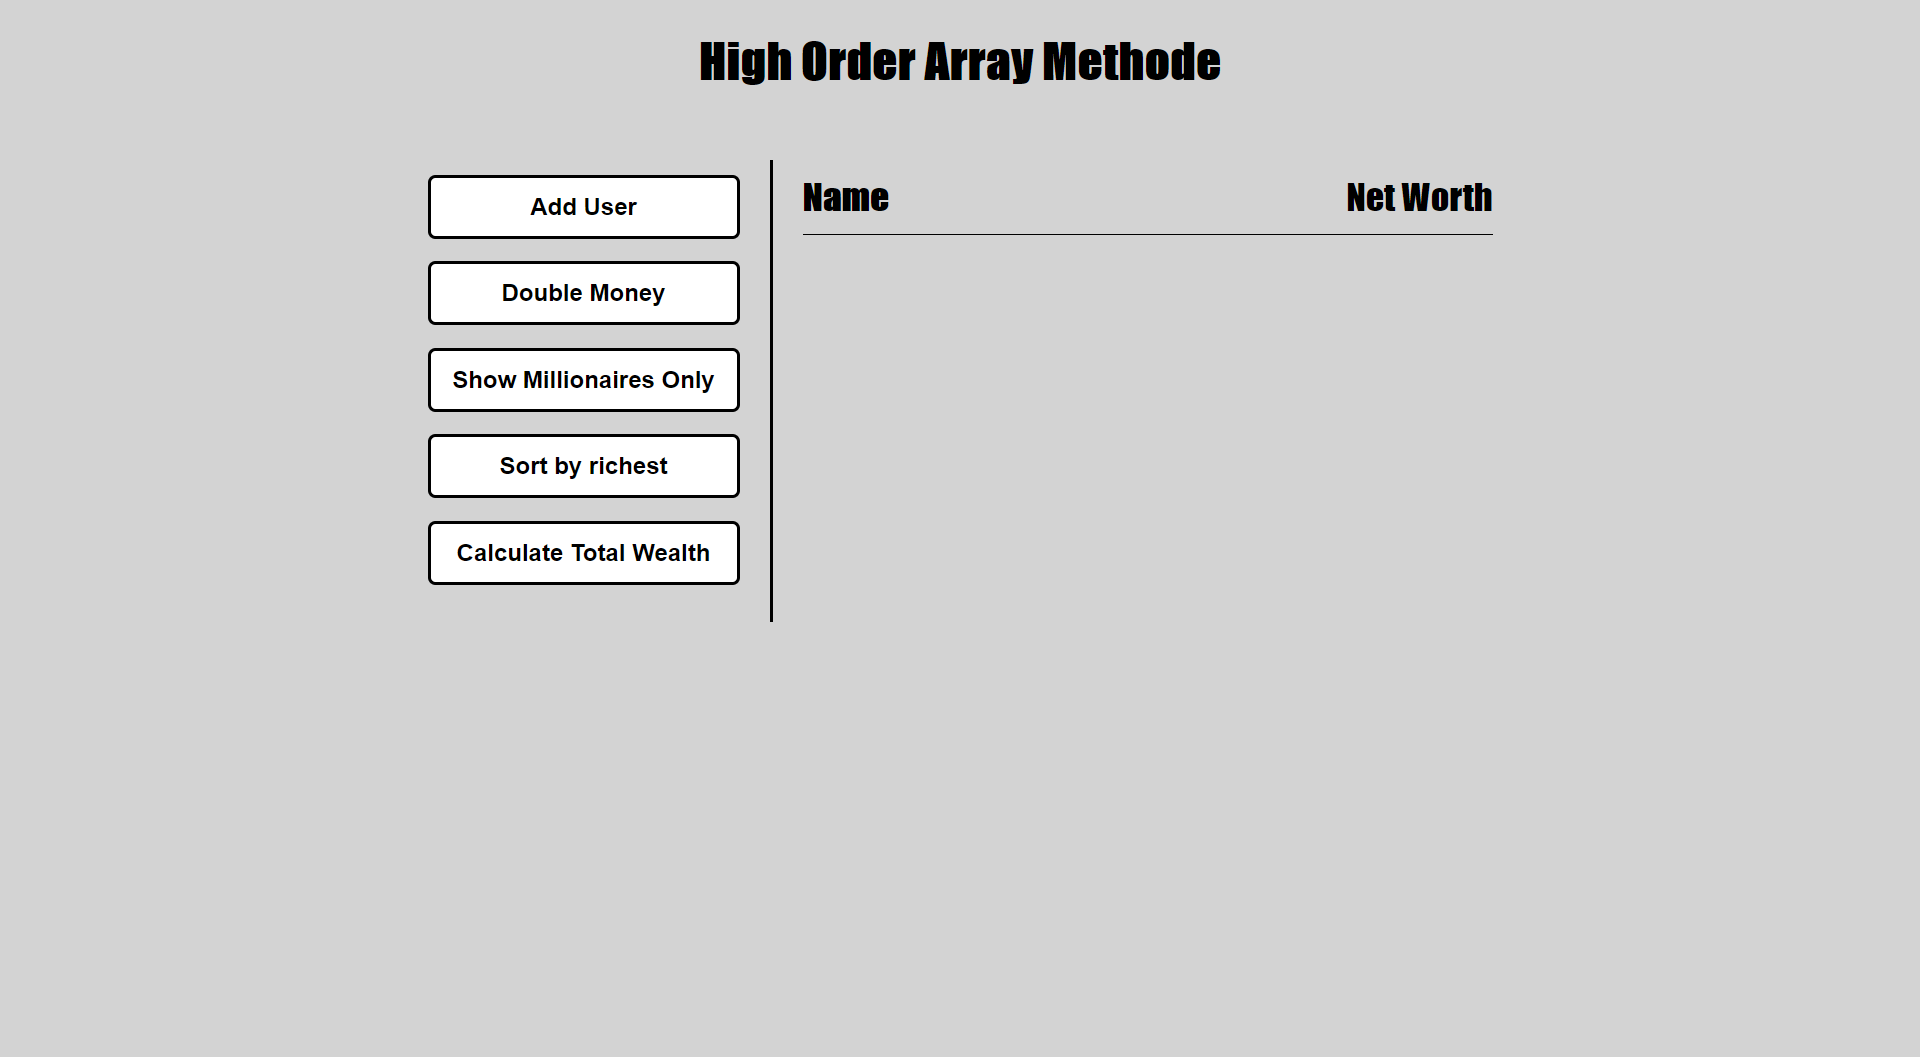 High Order Array Methode
Add User
Double Money
Show Millionaires Only
Sort by richest
Calculate Total Wealth
Name Net Worth